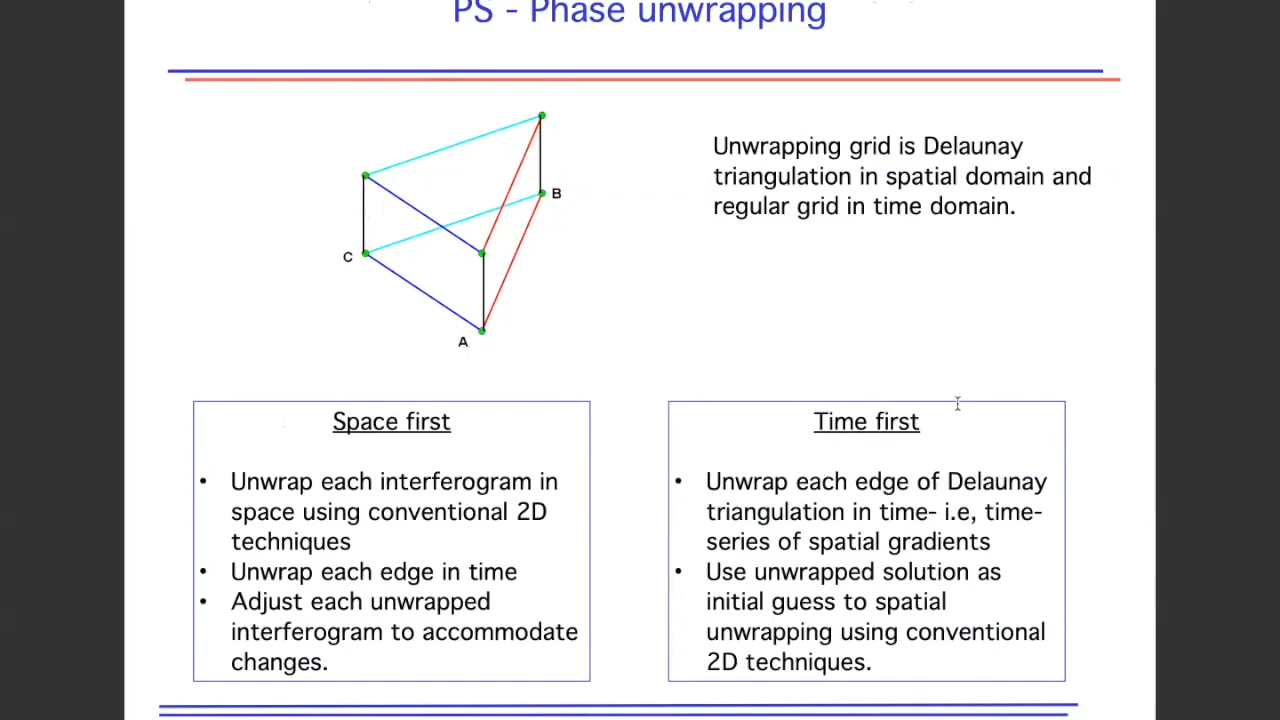 PS - Phase unwrapping
Unwrapping grid is Delaunay
triangulation in spatial domain and
regular grid in time domain.
B
C
A
Space first
• Unwrap each interferogram in
space using conventional 2D
techniques
• Unwrap each edge in time
• Adjust each unwrapped
interferogram to accommodate
changes.
Time first
• Unwrap each edge of Delaunay
triangulation in time- i.e, time-
series of spatial gradients
• Use unwrapped solution as
initial guess to spatial
unwrapping using conventional
2D techniques.